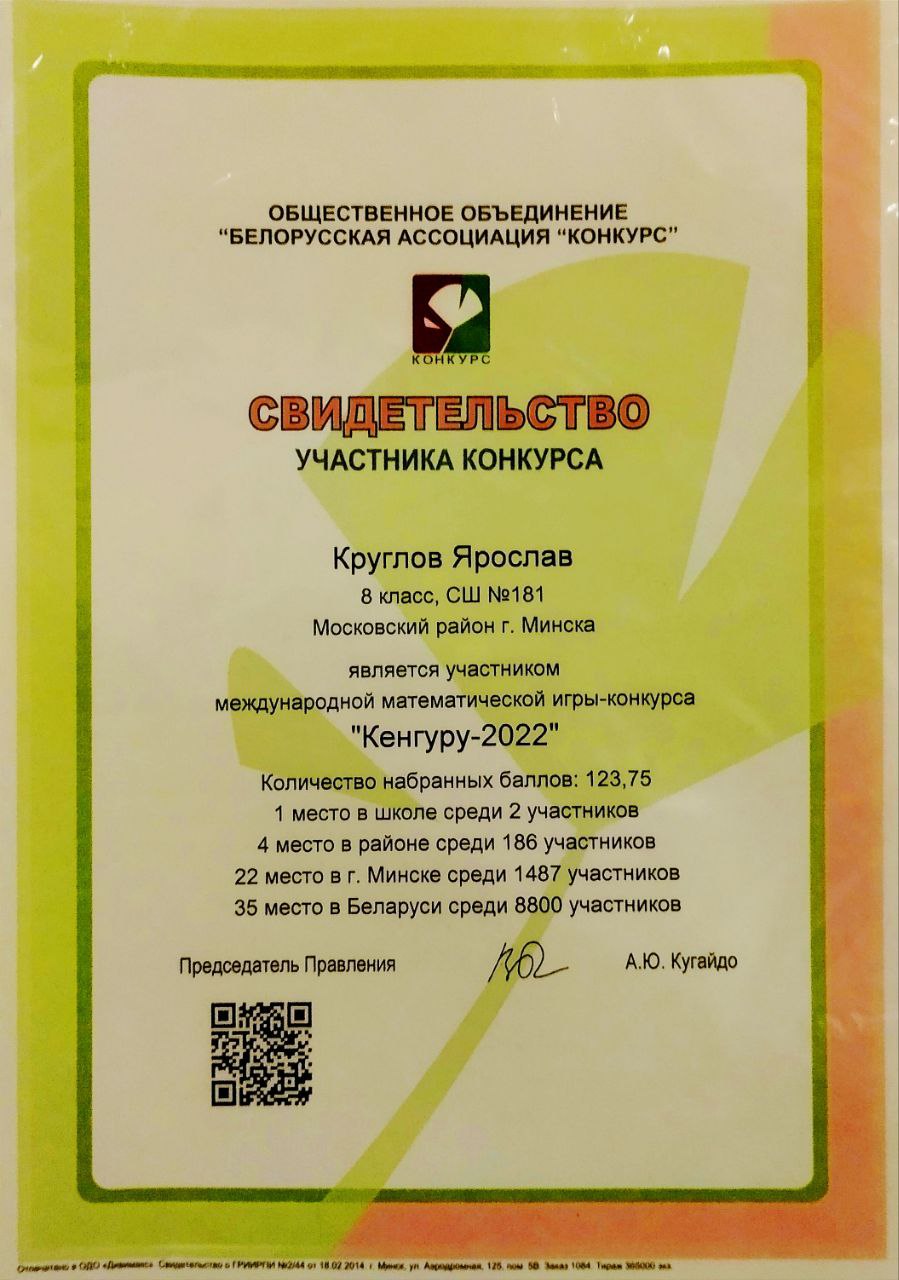 ОБЩЕСТВЕННОЕ ОБЪЕДИНЕНИЕ
“БЕЛОРУССКАЯ АССОЦИАЦИЯ “КОНКУРС”
КОНКУРС
СВИДЕТЕЛЬСТВО
УЧАСТНИКА КОНКУРСА
Круглов Ярослав
8 класс, СШ №181
Московский район г. Минска
является участником
международной математической игры-конкурса
"Кенгуру-2022"
Количество набранных баллов: 123,75
1 место в школе среди 2 участников
4 место в районе среди 186 участников
22 место в г. Минске среди 1487 участников
35 место в Беларуси среди 8800 участников
Председатель Правления А.Ю. Кугайдо
Отпечатано в ОДО «Дивимакс». Свидетельство о ГРИИРПИ №2/44 от 18.02.2014 г. Минск, ул. Аэродромная, 125, пом. 5В. Заказ 1084. Тираж 365000 экз.